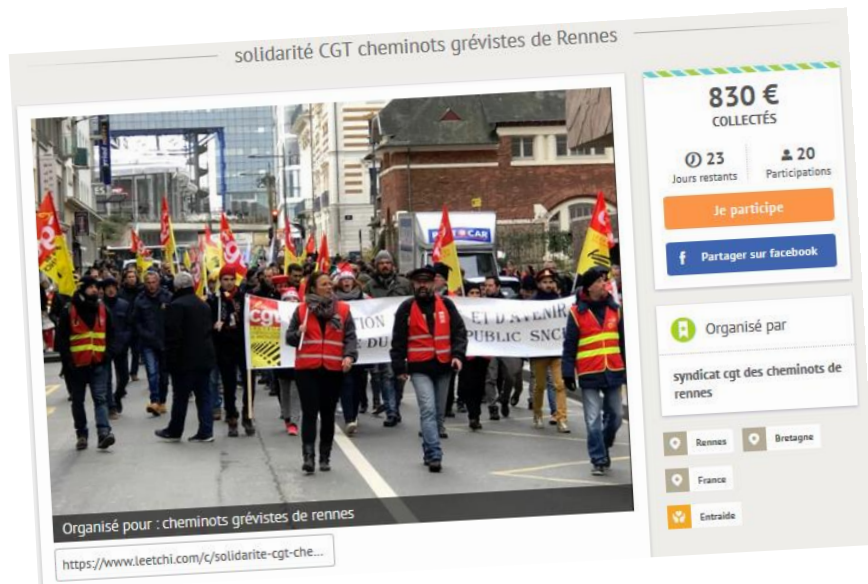 solidarité CGT cheminots grévistes de Rennes
cgt
TION
ET D'AVENIR
DU
PUBLIC SNC
Organisé pour : cheminots grévistes de rennes
https://www.leetchi.com/c/solidarite-cgt-che...
830 €
COLLECTÉS
23
Jours restants
20
Participations
Je participe
f Partager sur facebook
Organisé par
syndicat cgt des cheminots de
rennes
Rennes
Bretagne
France
Entraide